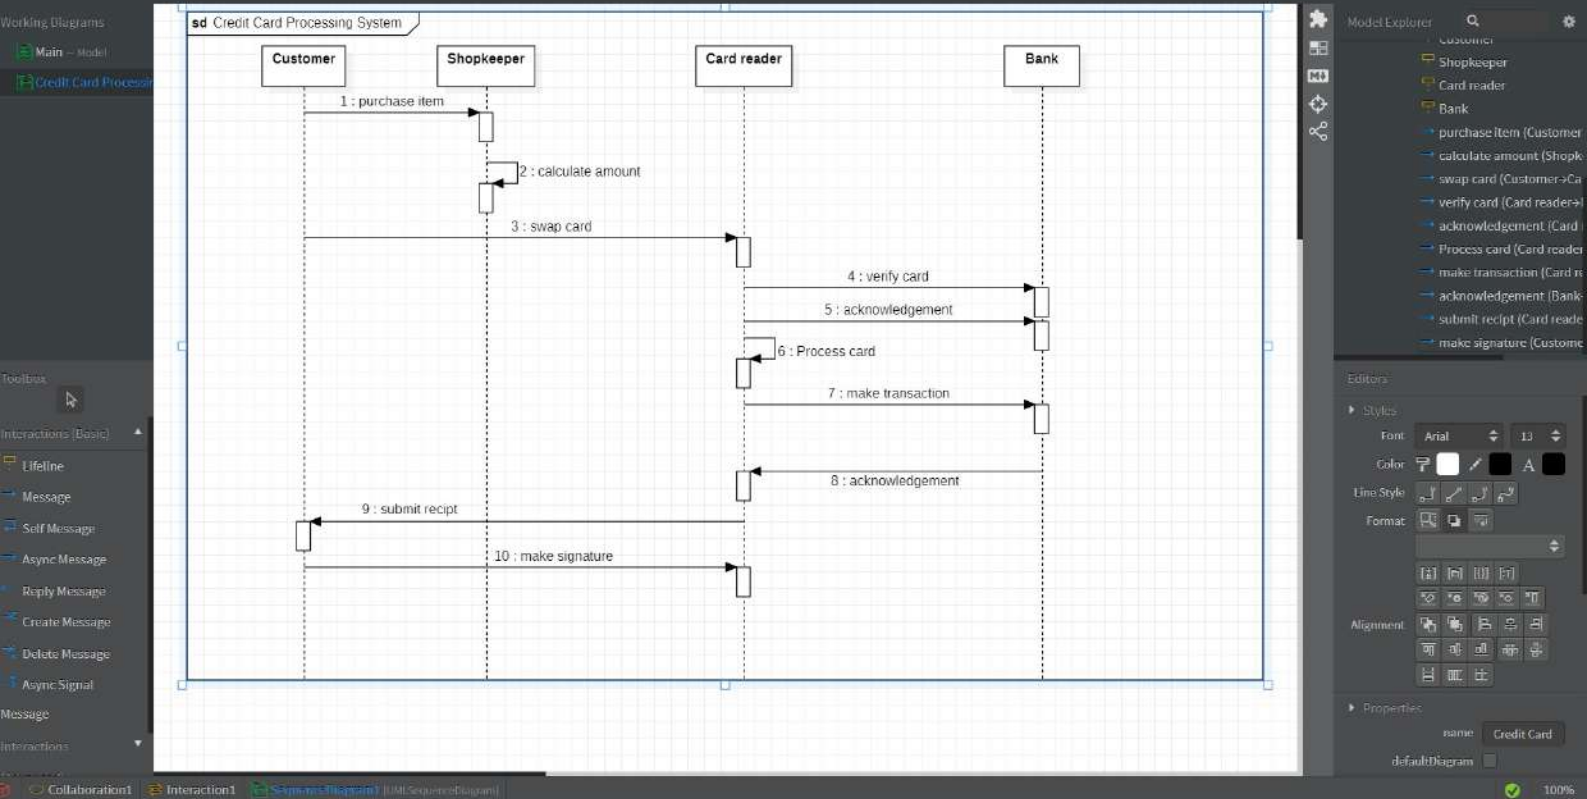 Working Diagrams
Main — Model
Credit Card Processin
sd Credit Card Processing System
Customer
Shopkeeper
Card reader
Bank
1 : purchase item
2 : calculate amount
3 : swap card
4 : verify card
5 : acknowledgement
6 : Process card
7 : make transaction
8 : acknowledgement
9 : submit recipt
10 : make signature
Toolbox
Interactions (Basic)
Lifeline
Message
Self Message
Async Message
Reply Message
Create Message
Delete Message
Async Signal
Message
Interactions
Model Explorer
Customer
Shopkeeper
Card reader
Bank
purchase item (Customer
calculate amount (Shopk
swap card (Customer→Ca
verify card (Card reader→
acknowledgement (Card
Process card (Card reader
make transaction (Card re
acknowledgement (Bank-
submit recipt (Card reade
make signature (Custome
Editors
Styles
Font Arial 13
Color A
Line Style
Format
Alignment
Properties
name Credit Card
defaultDiagram
Collaboration1 Interaction1 SequenceDiagram1 (UMLSequenceDiagram)
100%